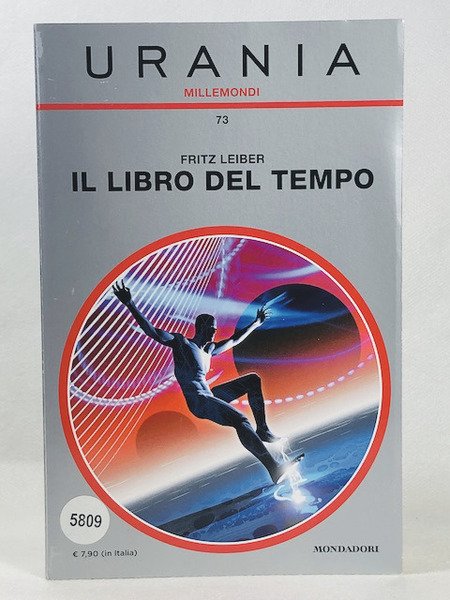 URANIA
MILLEMONDI
73
FRITZ LEIBER
IL LIBRO DEL TEMPO
5809
€ 7,90 (in Italia)
MONDADORI